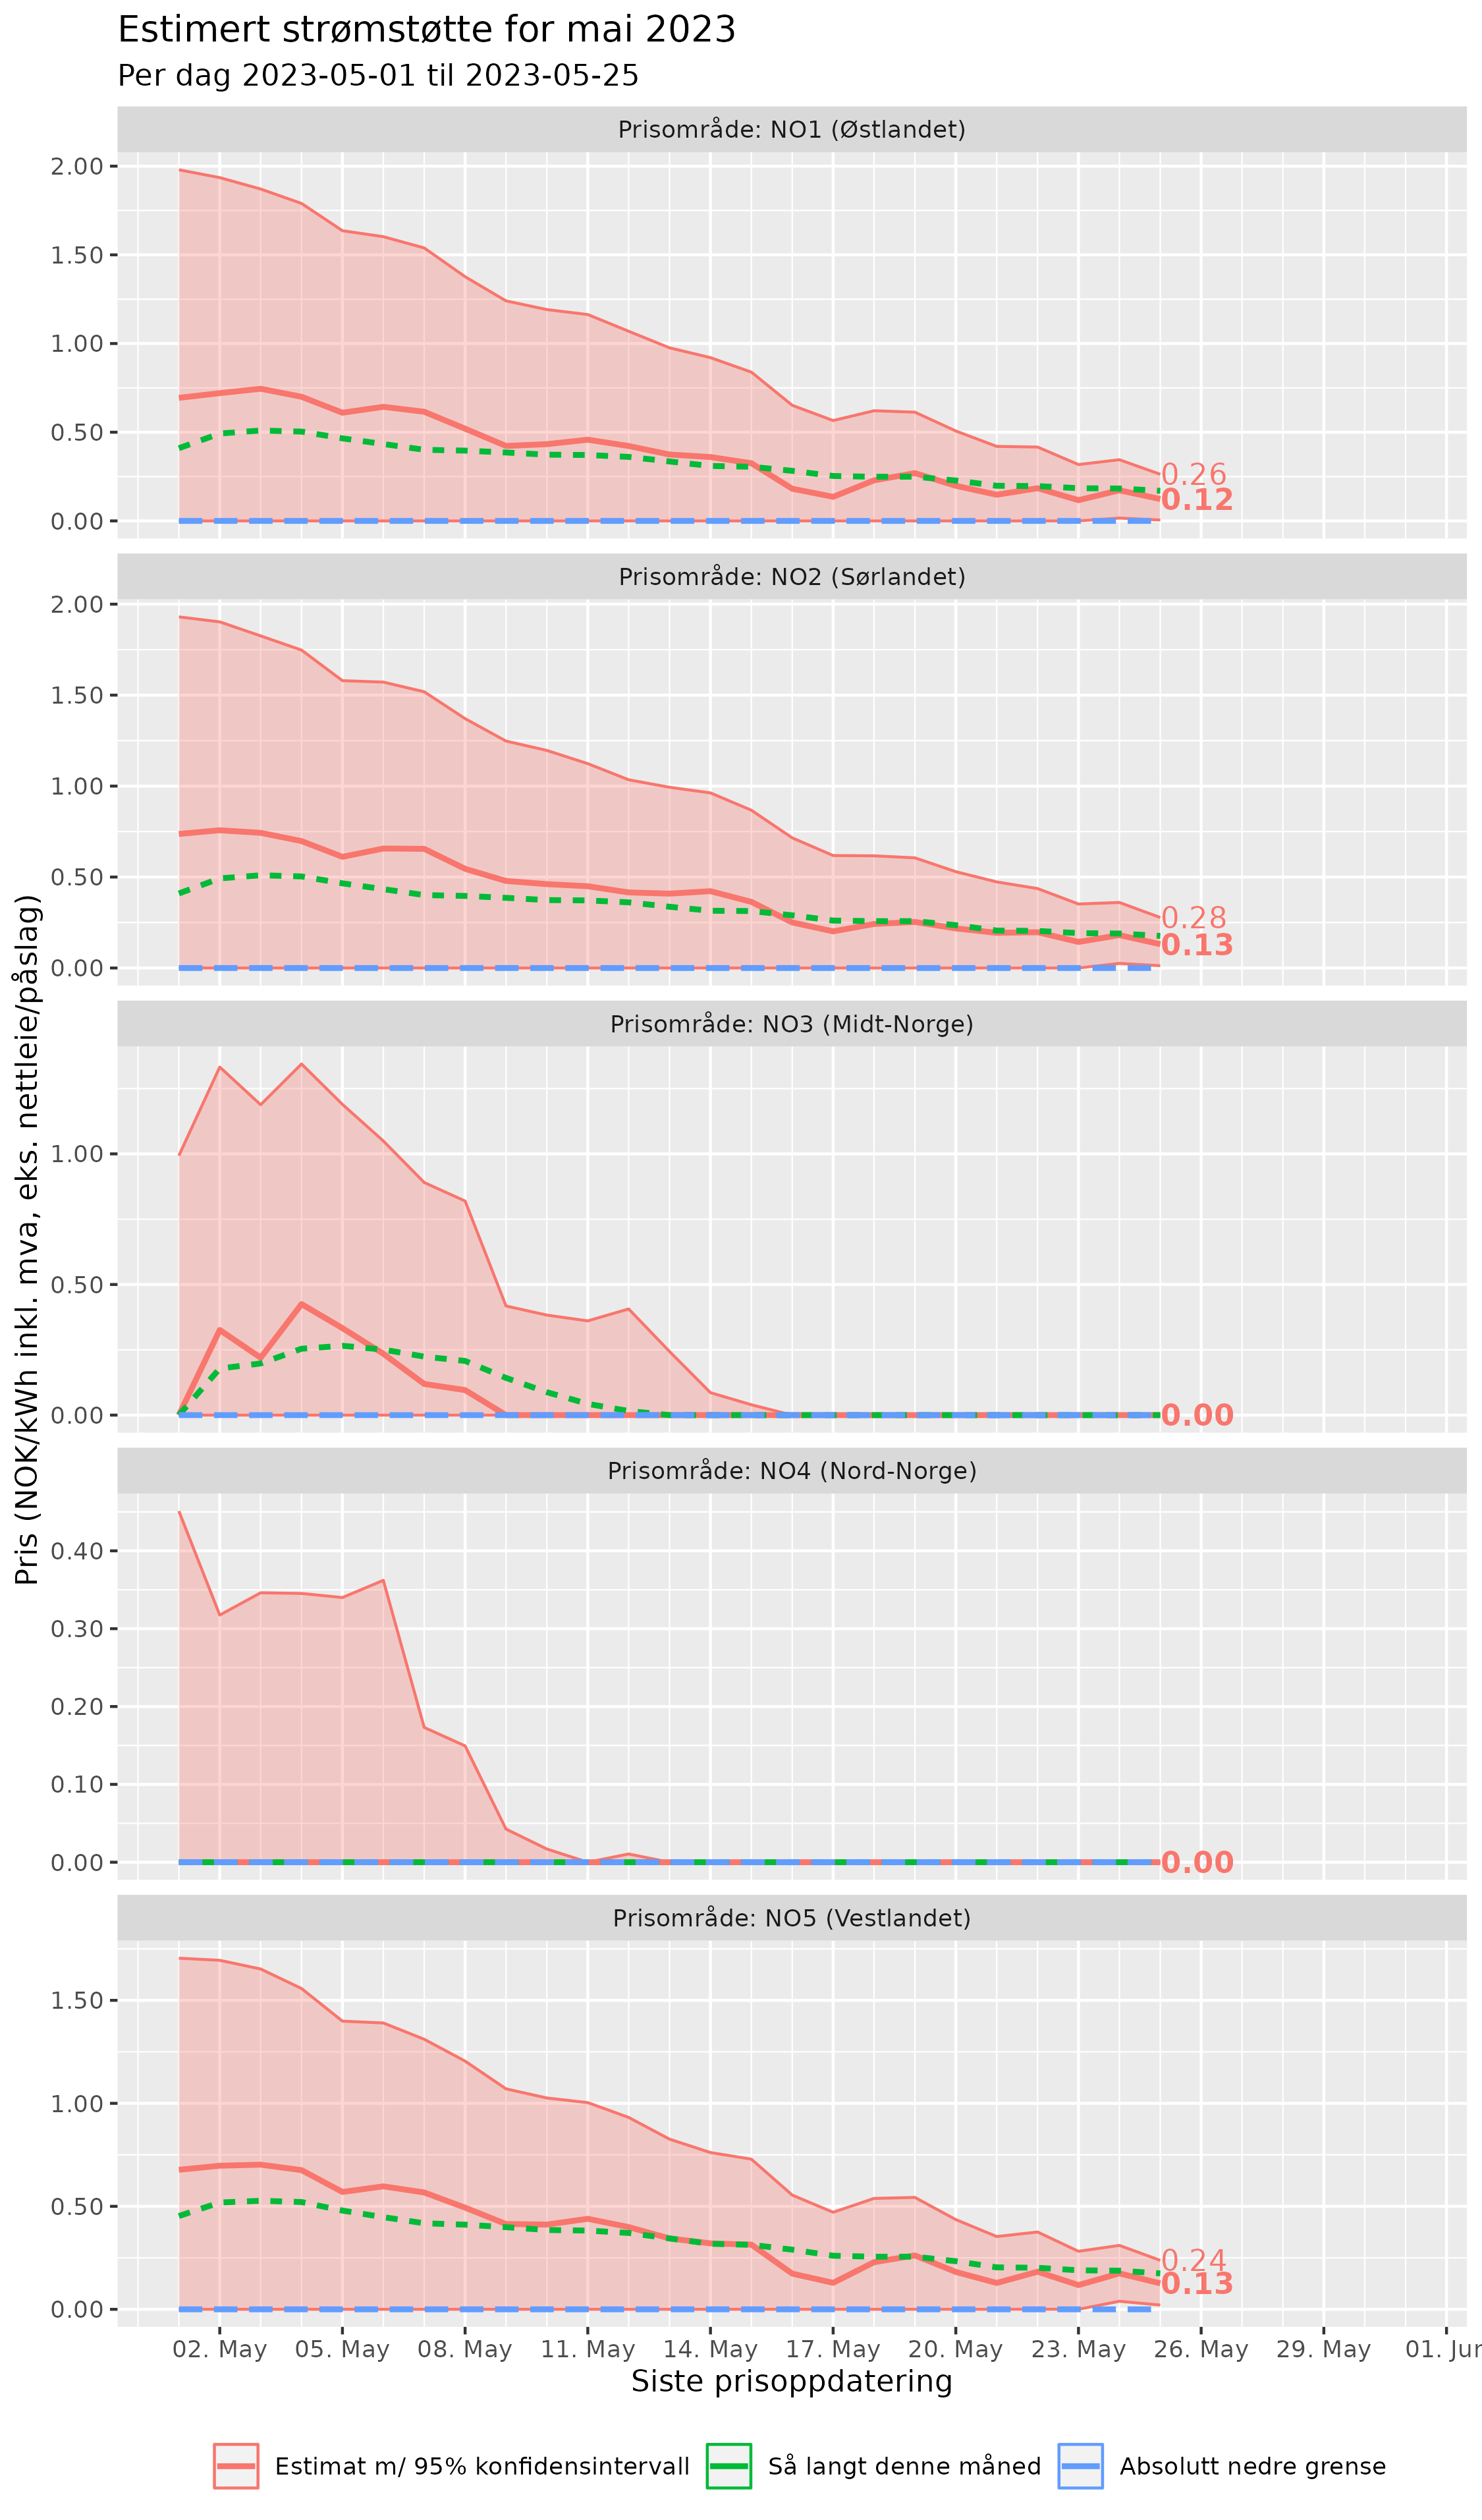 Estimert strømstøtte for mai 2023
Per dag 2023-05-01 til 2023-05-25
Prisområde: NO1 (Østlandet)
2.00
1.50
1.00
0.50
0.00
0.26
0.12
Prisområde: NO2 (Sørlandet)
2.00
1.50
1.00
0.50
0.00
0.28
0.13
Prisområde: NO3 (Midt-Norge)
1.00
0.50
0.00
0.00
Prisområde: NO4 (Nord-Norge)
0.40
0.30
0.20
0.10
0.00
0.00
Prisområde: NO5 (Vestlandet)
1.50
1.00
0.50
0.00
0.24
0.13
Pris (NOK/kWh inkl. mva, eks. nettleie/påslag)
02. May 05. May 08. May 11. May 14. May 17. May 20. May 23. May 26. May 29. May 01. Jur
Siste prisoppdatering
Estimat m/ 95% konfidensintervall Så langt denne måned Absolutt nedre grense